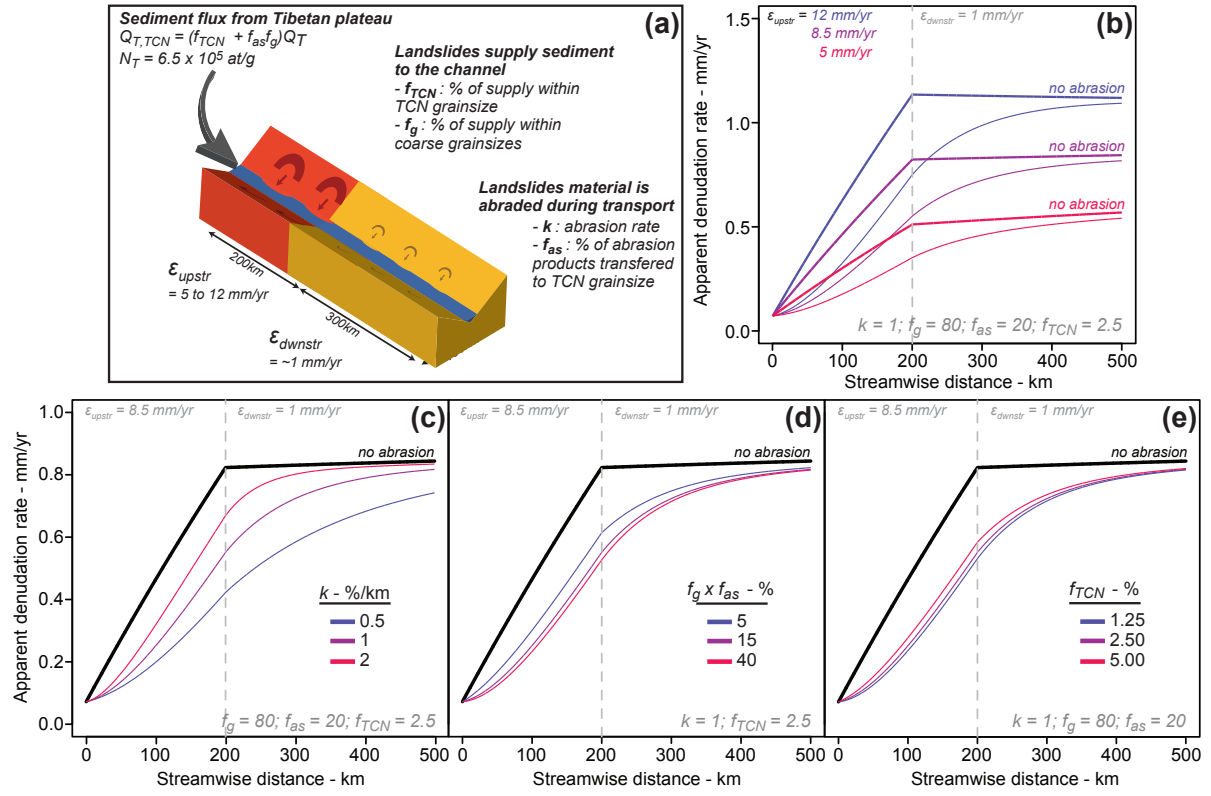 (a)
Sediment flux from Tibetan plateau
Q_T,TCN = (f_TCN + f_as f_g)Q_T
N_T = 6.5 x 10⁵ at/g
Landslides supply sediment
to the channel
- f_TCN : % of supply within
TCN grainsize
- f_g : % of supply within
coarse grainsizes
Landslides material is
abraded during transport
- k : abrasion rate
- f_as : % of abrasion
products transfered
to TCN grainsize
200km
300km
ε_upstr
= 5 to 12 mm/yr
ε_dwnstr
= ~1 mm/yr
(b)
ε_upstr = 12 mm/yr
8.5 mm/yr
5 mm/yr
ε_dwnstr = 1 mm/yr
no abrasion
no abrasion
no abrasion
k = 1; f_g = 80; f_as = 20; f_TCN = 2.5
Apparent denudation rate - mm/yr
1.5
1.0
0.5
0.0
0 100 200 300 400 500
Streamwise distance - km
(c)
ε_upstr = 8.5 mm/yr
ε_dwnstr = 1 mm/yr
no abrasion
k - %/km
0.5
1
2
f_g = 80; f_as = 20; f_TCN = 2.5
Apparent denudation rate - mm/yr
1.0
0.8
0.6
0.4
0.2
0.0
0 100 200 300 400 500
Streamwise distance - km
(d)
ε_upstr = 8.5 mm/yr
ε_dwnstr = 1 mm/yr
no abrasion
f_g x f_as - %
5
15
40
k = 1; f_TCN = 2.5
0 100 200 300 400 500
Streamwise distance - km
(e)
ε_upstr = 8.5 mm/yr
ε_dwnstr = 1 mm/yr
no abrasion
f_TCN - %
1.25
2.50
5.00
k = 1; f_g = 80; f_as = 20
0 100 200 300 400 500
Streamwise distance - km